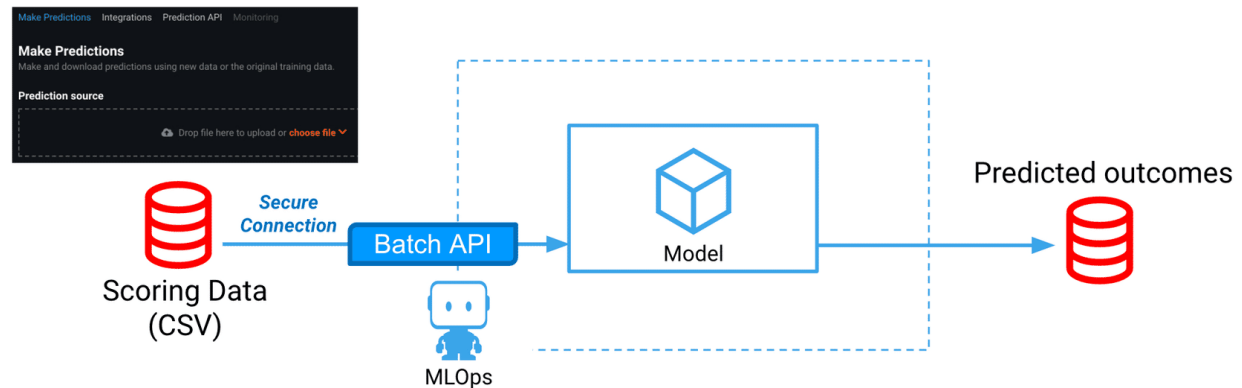 Make Predictions Integrations Prediction API Monitoring
Make Predictions
Make and download predictions using new data or the original training data.
Prediction source
Drop file here to upload or choose file
Secure
Connection
Batch API
Scoring Data
(CSV)
MLOps
Model
Predicted outcomes